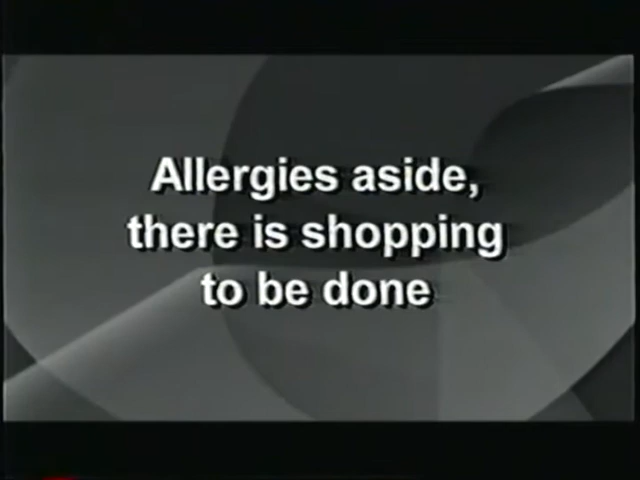 Allergies aside,
there is shopping
to be done